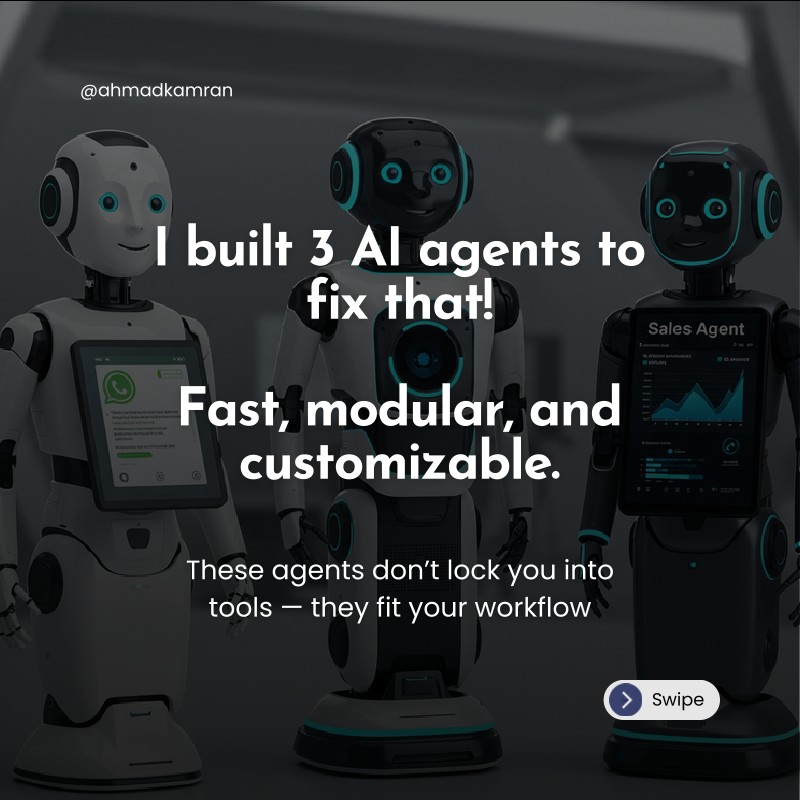 @ahmadkamran
I built 3 AI agents to
fix that!
Sales Agent
Fast, modular, and
customizable.
These agents don’t lock you into
tools — they fit your workflow
Swipe